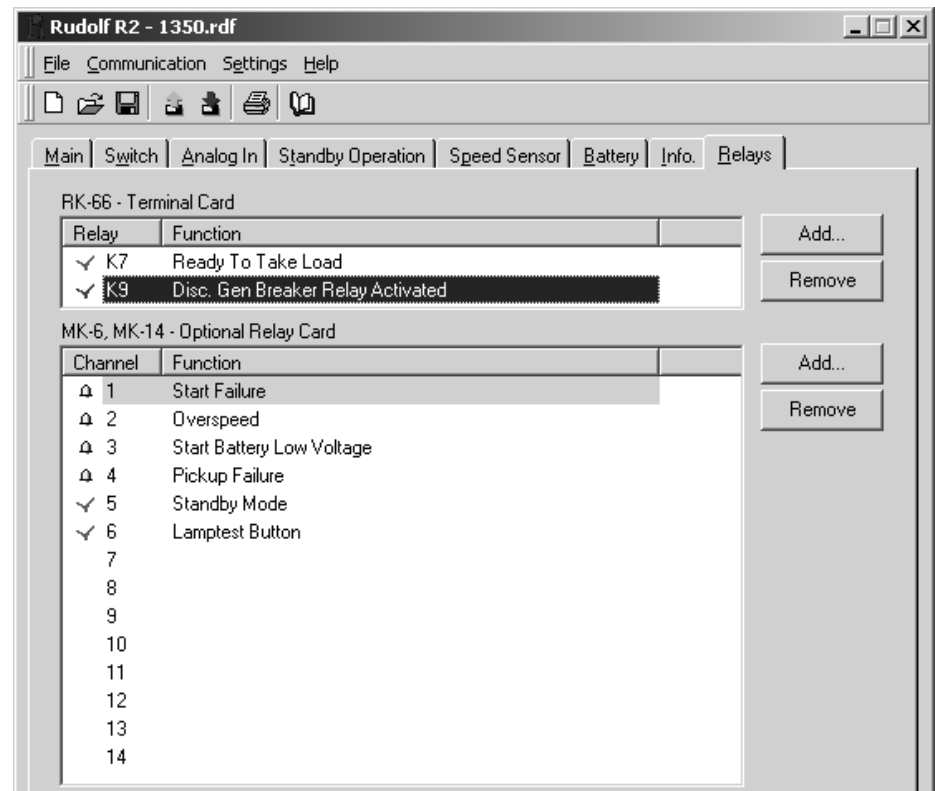 Rudolf R2 - 1350.rdf
File Communication Settings Help
Main Switch Analog In Standby Operation Speed Sensor Battery Info. Relays
RK-66 - Terminal Card
Relay Function
K7 Ready To Take Load
K9 Disc. Gen Breaker Relay Activated
Add...
Remove
MK-6, MK-14 - Optional Relay Card
Channel Function
1 Start Failure
2 Overspeed
3 Start Battery Low Voltage
4 Pickup Failure
5 Standby Mode
6 Lamptest Button
7
8
9
10
11
12
13
14
Add...
Remove